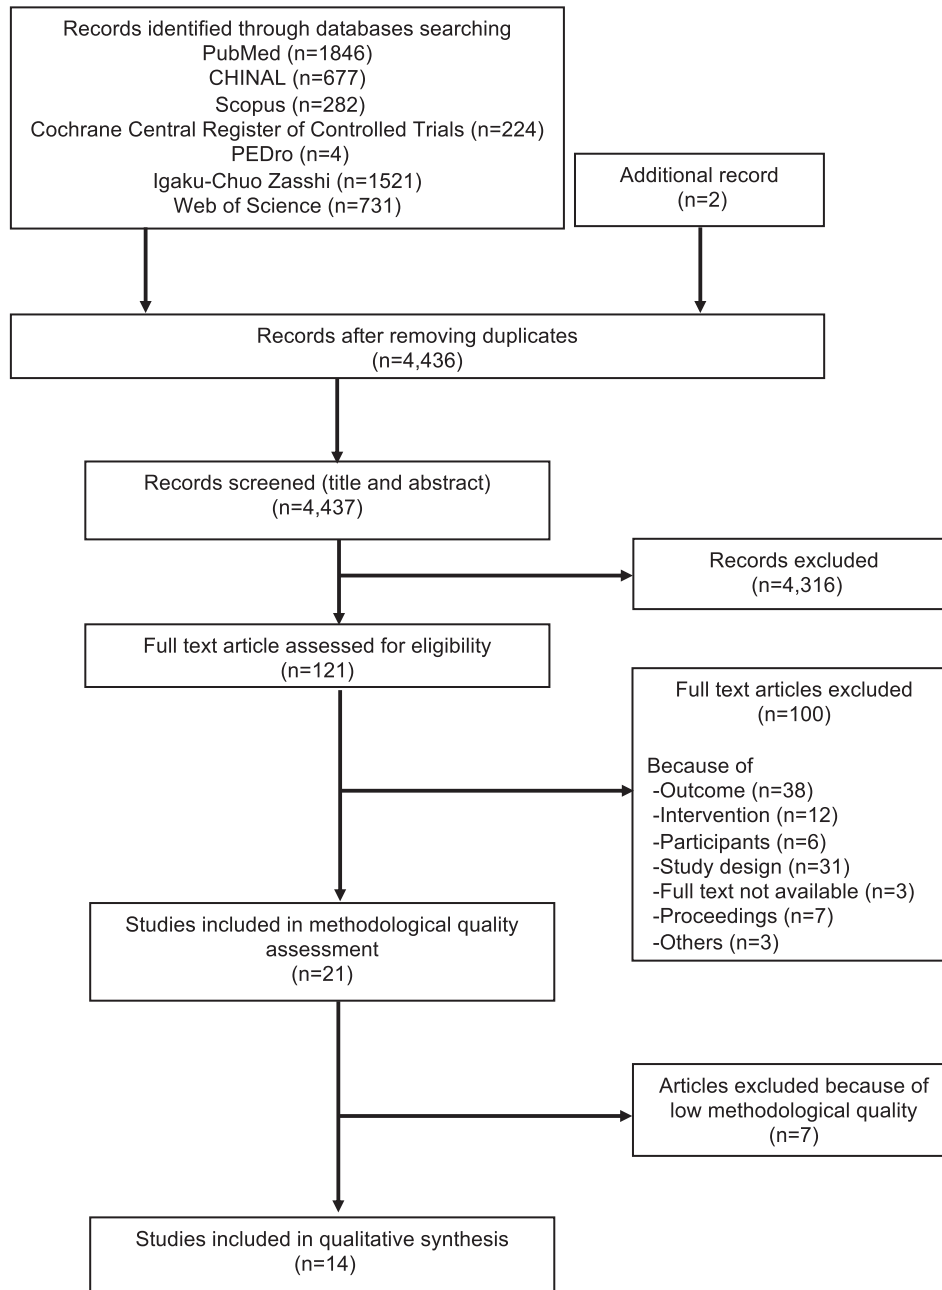 Records identified through databases searching
PubMed (n=1846)
CHINAL (n=677)
Scopus (n=282)
Cochrane Central Register of Controlled Trials (n=224)
PEDro (n=4)
Igaku-Chuo Zasshi (n=1521)
Web of Science (n=731)
Additional record
(n=2)
Records after removing duplicates
(n=4,436)
Records screened (title and abstract)
(n=4,437)
Records excluded
(n=4,316)
Full text article assessed for eligibility
(n=121)
Full text articles excluded
(n=100)
Because of
-Outcome (n=38)
-Intervention (n=12)
-Participants (n=6)
-Study design (n=31)
-Full text not available (n=3)
-Proceedings (n=7)
-Others (n=3)
Studies included in methodological quality
assessment
(n=21)
Articles excluded because of
low methodological quality
(n=7)
Studies included in qualitative synthesis
(n=14)